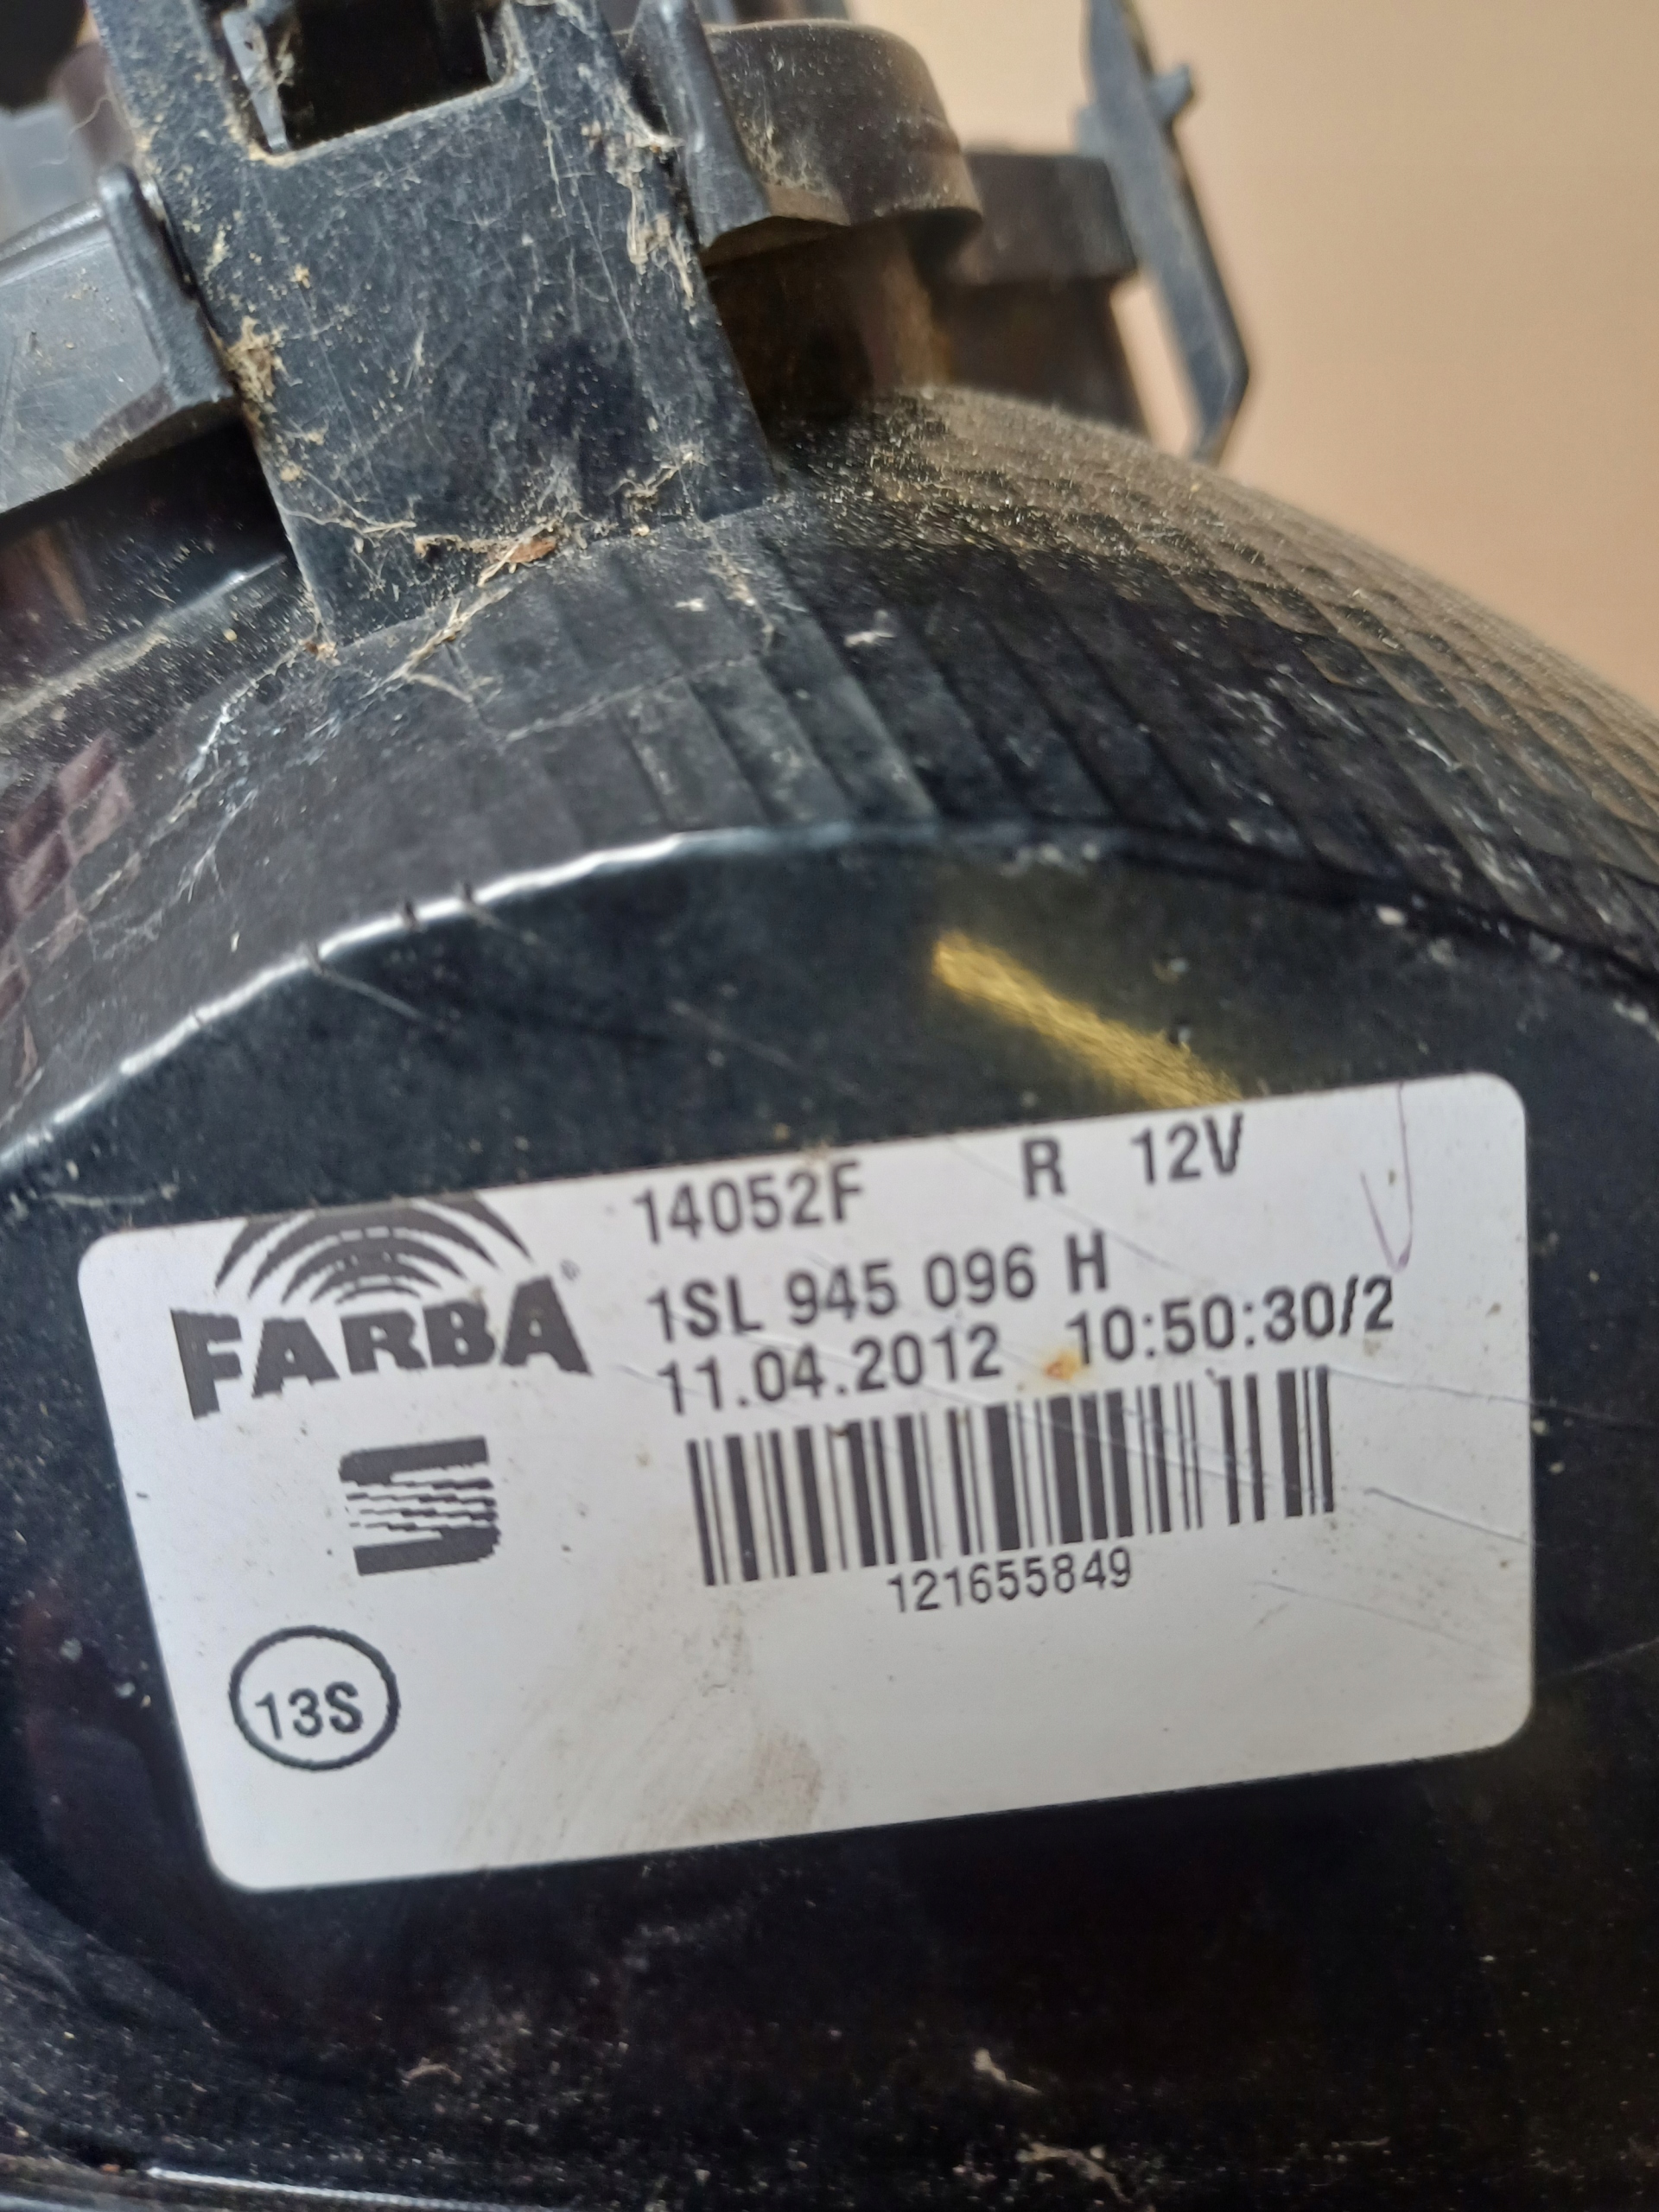 14052F R 12V
FARBA®
1SL 945 096 H
11.04.2012 10:50:30/2
S
121655849
13S